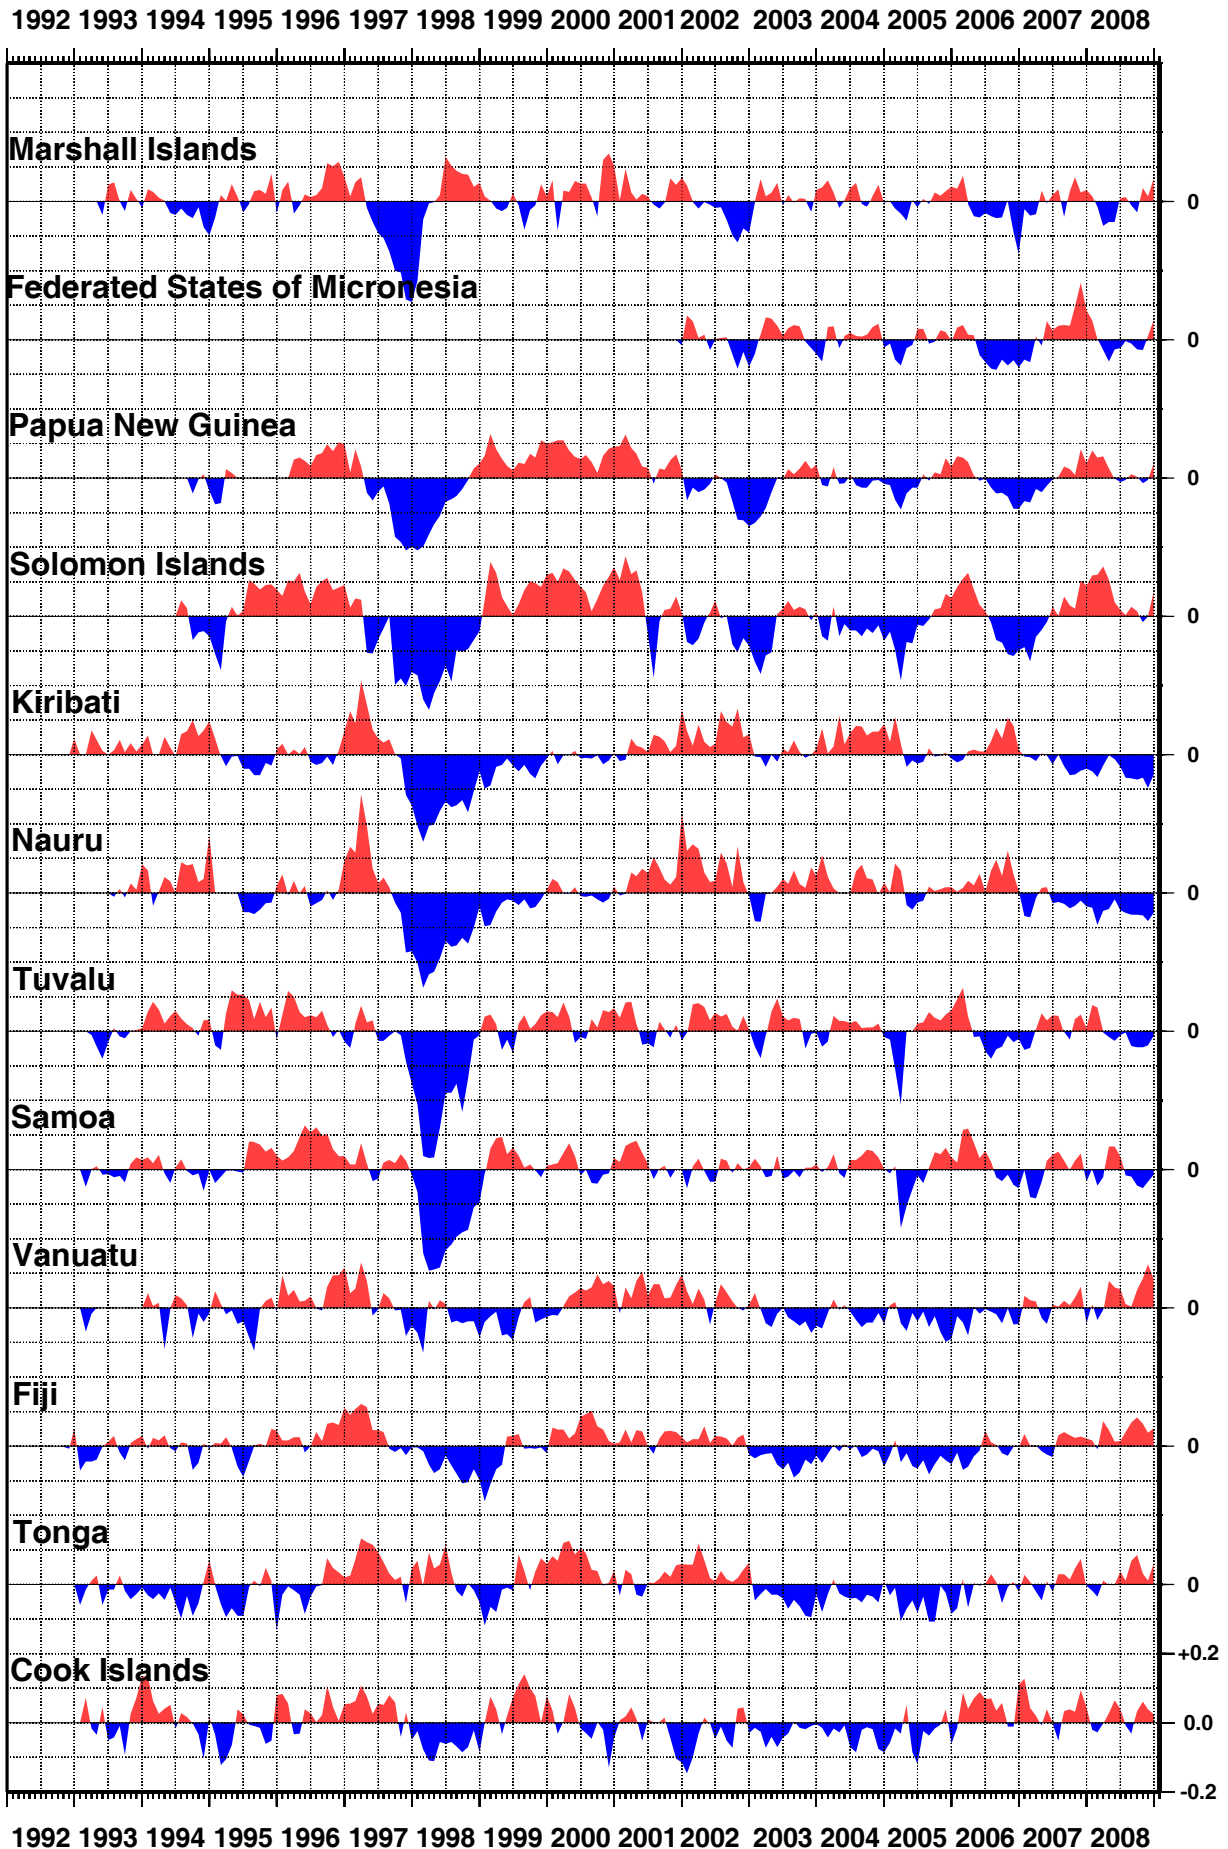 1992 1993 1994 1995 1996 1997 1998 1999 2000 2001 2002 2003 2004 2005 2006 2007 2008
Marshall Islands
0
Federated States of Micronesia
0
Papua New Guinea
0
Solomon Islands
0
Kiribati
0
Nauru
0
Tuvalu
0
Samoa
0
Vanuatu
0
Fiji
0
Tonga
0
+0.2
Cook Islands
0.0
-0.2
1992 1993 1994 1995 1996 1997 1998 1999 2000 2001 2002 2003 2004 2005 2006 2007 2008